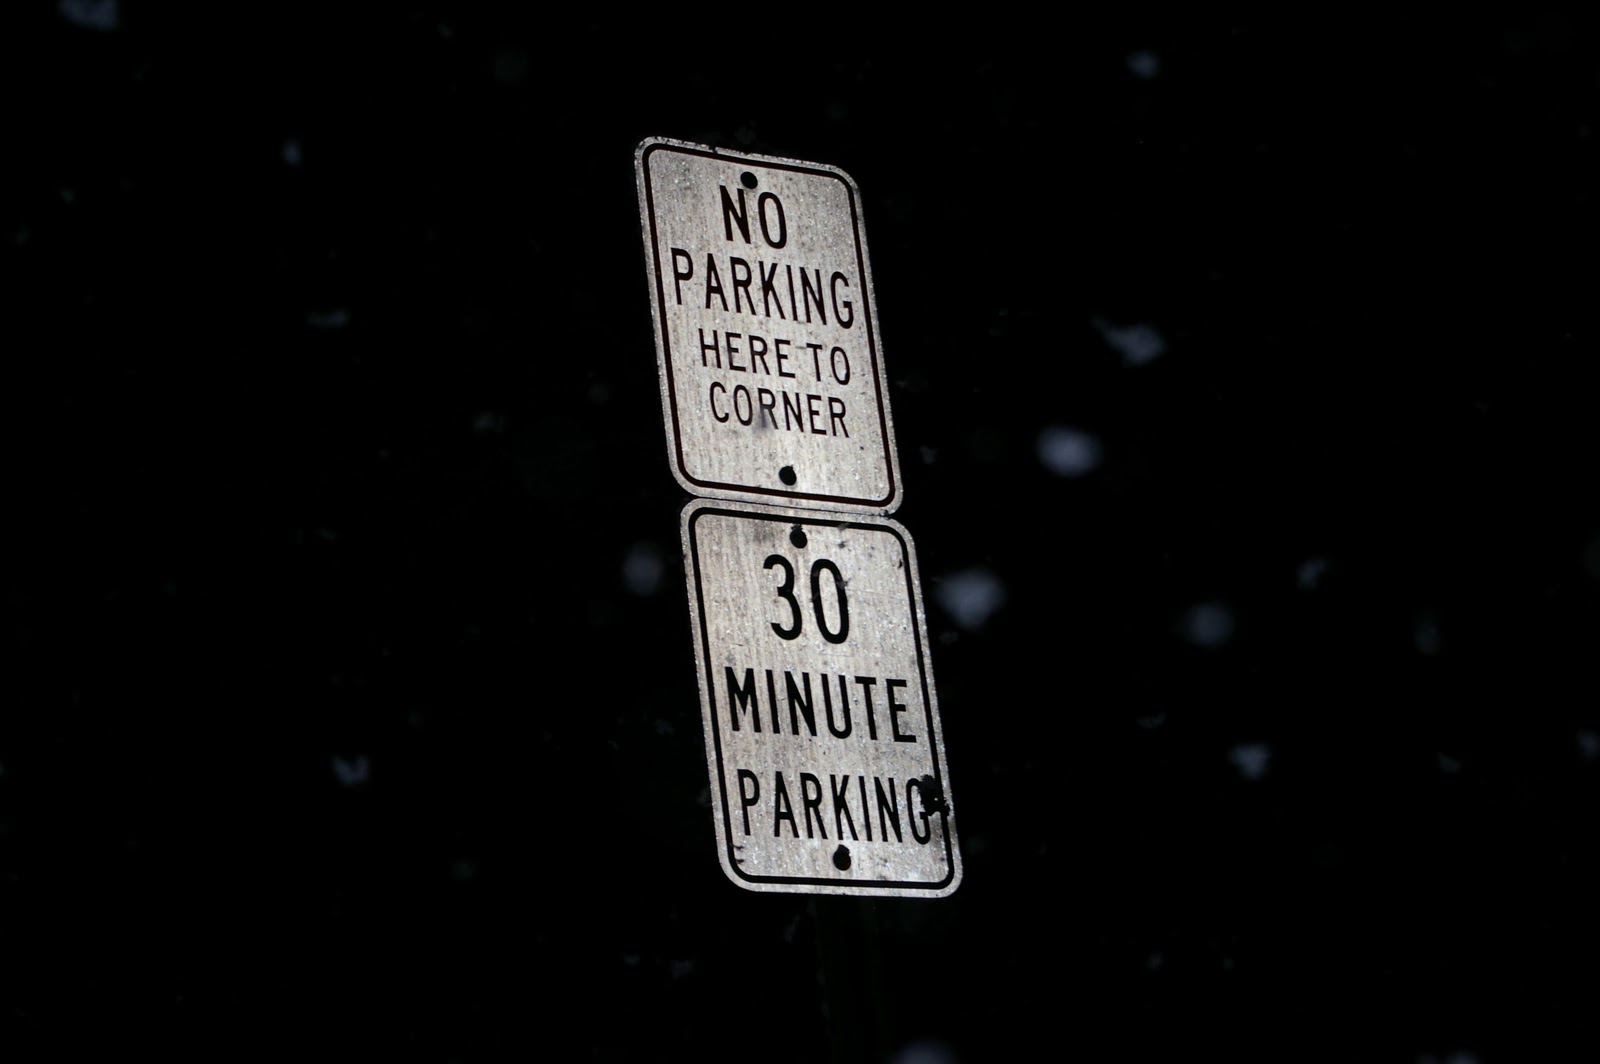 NO
PARKING
HERE TO
CORNER
30
MINUTE
PARKING